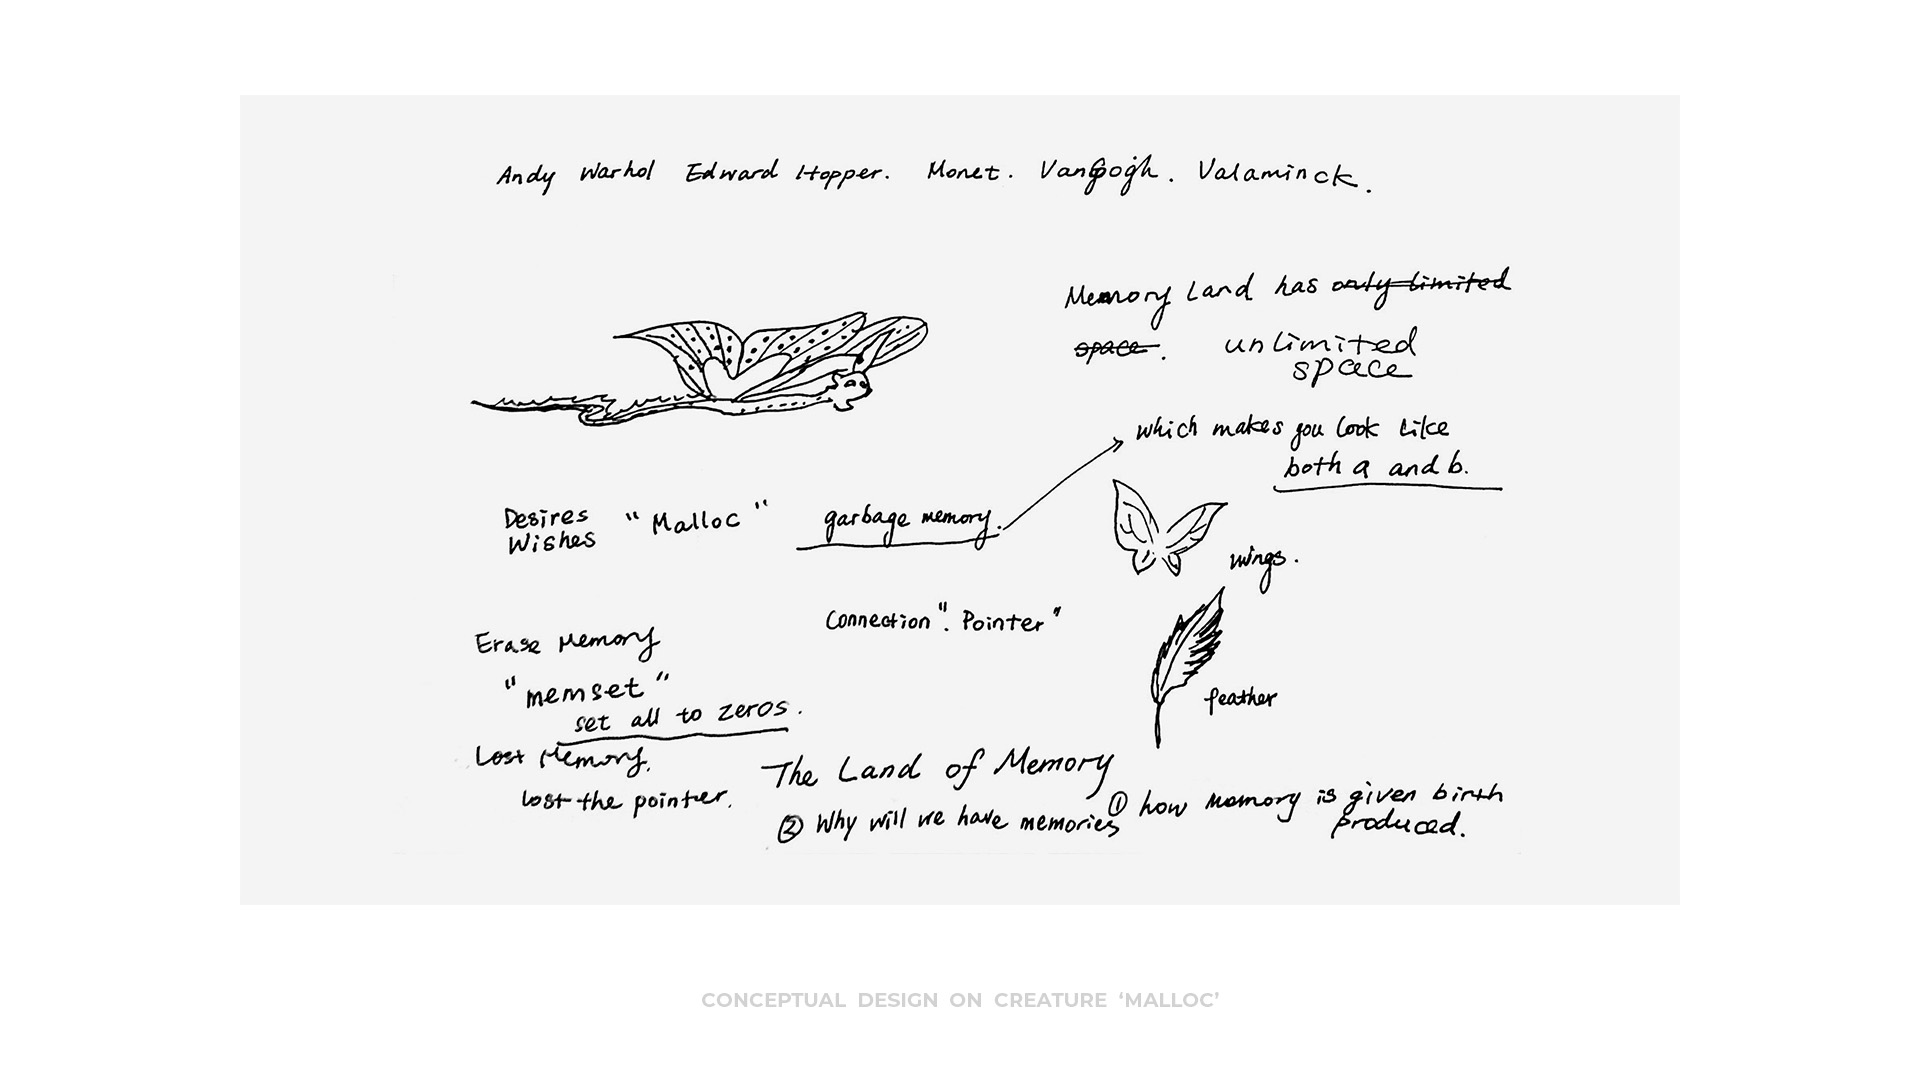 Andy Warhol Edward Hopper. Monet. VanGogh. Valaminck.
Memory Land has only limited
space. unlimited
space
which makes you look like
both a and b.
Desires
Wishes
"Malloc"
garbage memory.
wings.
Connection". Pointer"
Erase Memory
"memset"
set all to zeros.
feather
Lost Memory.
lost the pointer.
The Land of Memory
① how memory is given birth
produced.
② Why will we have memories
CONCEPTUAL DESIGN ON CREATURE ‘MALLOC’